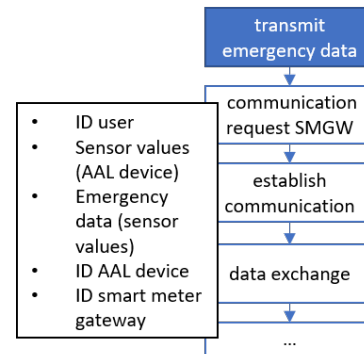 transmit
emergency data
communication
request SMGW
establish
communication
data exchange
...
• ID user
• Sensor values
(AAL device)
• Emergency
data (sensor
values)
• ID AAL device
• ID smart meter
gateway